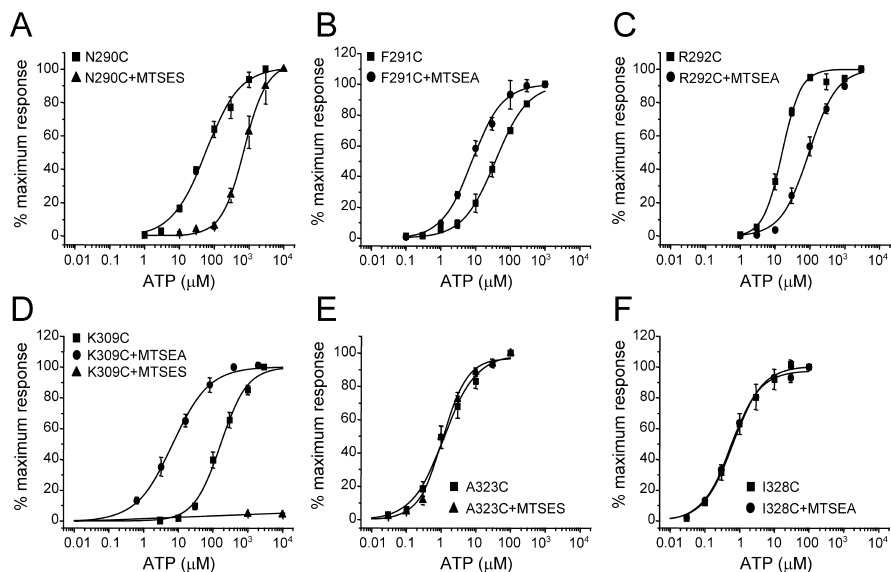 A
N290C
N290C+MTSES
% maximum response
120
100
80
60
40
20
0
0.01 0.1 1 10 100 10³ 10⁴
ATP (μM)
B
F291C
F291C+MTSEA
% maximum response
120
100
80
60
40
20
0
0.01 0.1 1 10 100 10³ 10⁴
ATP (μM)
C
R292C
R292C+MTSEA
% maximum response
120
100
80
60
40
20
0
0.01 0.1 1 10 100 10³ 10⁴
ATP (μM)
D
K309C
K309C+MTSEA
K309C+MTSES
% maximum response
120
100
80
60
40
20
0
0.01 0.1 1 10 100 10³ 10⁴
ATP (μM)
E
% maximum response
120
100
80
60
40
20
0
A323C
A323C+MTSES
0.01 0.1 1 10 100 10³ 10⁴
ATP (μM)
F
% maximum response
120
100
80
60
40
20
0
I328C
I328C+MTSEA
0.01 0.1 1 10 100 10³ 10⁴
ATP (μM)